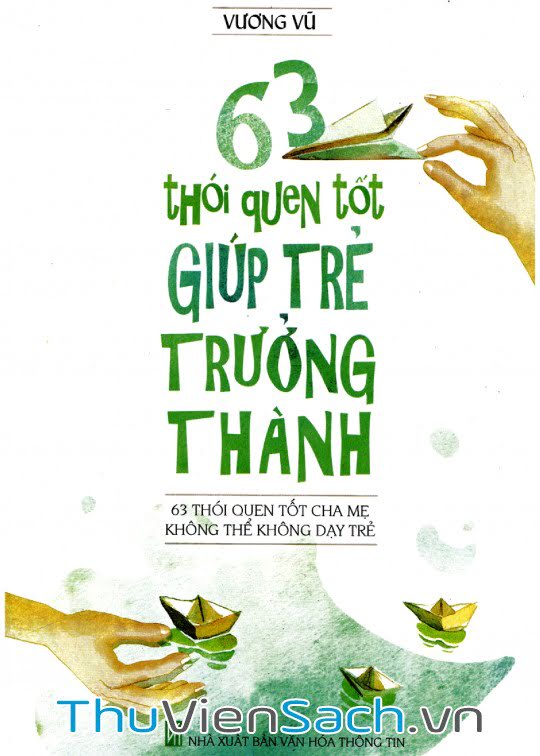 VƯƠNG VŨ
63
thói quen tốt
GIÚP TRẺ
TRƯỞNG
THÀNH
63 THÓI QUEN TỐT CHA MẸ
KHÔNG THỂ KHÔNG DẠY TRẺ
ThuVienSach.vn
NHÀ XUẤT BẢN VĂN HÓA THÔNG TIN